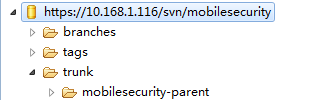 https://10.168.1.116/svn/mobilesecurity
branches
tags
trunk
mobilesecurity-parent